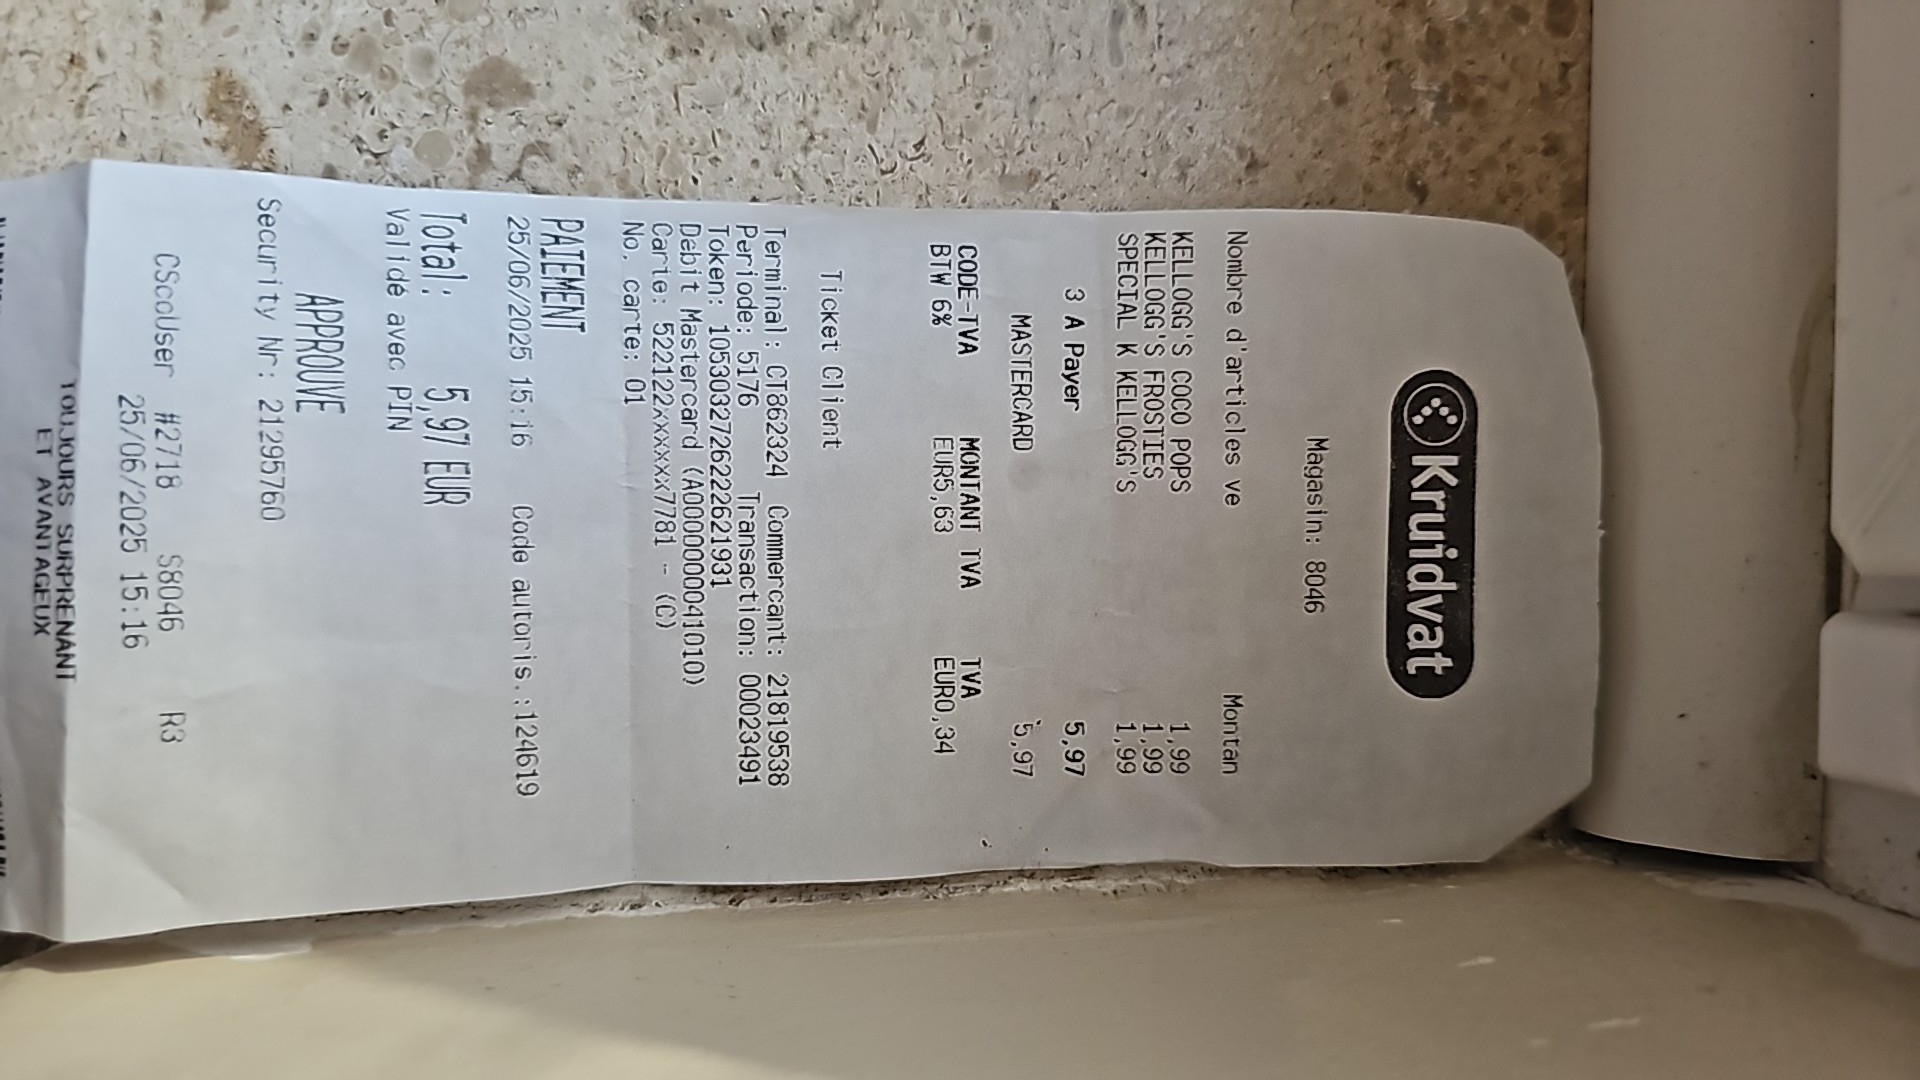 Kruidvat
Magasin: 8046
Nombre d'articles ve Montan
KELLOGG'S COCO POPS 1,99
KELLOGG'S FROSTIES 1,99
SPECIAL K KELLOGG'S 1,99
3 A Payer 5,97
MASTERCARD 5,97
CODE-TVA MONTANT TVA TVA
BTW 6% EUR5,63 EUR0,34
Ticket Client
Terminal: CT862324 Commercant: 21819538
Periode: 5176 Transaction: 00023491
Token: 1053032726222621931
Debit Mastercard (A0000000041010)
Carte: 522122xxxxxx7781 - (C)
No. carte: 01
PAIEMENT
25/06/2025 15:16 Code autoris.:124619
Total: 5,97 EUR
Validé avec PIN
APPROUVE
Security Nr: 21295760
CSccUser #2718 S8046 R3
25/06/2025 15:16
TOUJOURS SURPRENANT
ET AVANTAGEUX